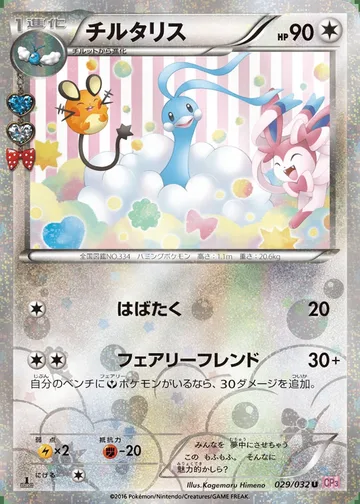 1進化
チルタリス
HP90
チルットから進化
全国図鑑NO.334 ハミングポケモン 高さ:1.1m 重さ:20.6kg
はばたく 20
フェアリーフレンド 30+
自分のベンチにポケモンがいるなら、30ダメージを追加。
弱点 ×2 抵抗力 -20
にげる
みんなを 夢中にさせちゃう
この もふもふ。 そんなに
魅力的かしら?
Illus.Kagemaru Himeno
029/032 U CP3
©2016 Pokémon/Nintendo/Creatures/GAME FREAK.